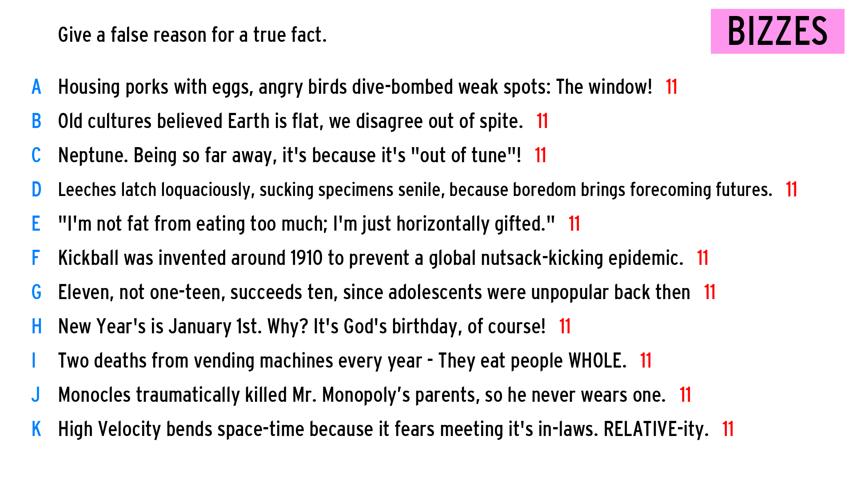 Give a false reason for a true fact.
BIZZES
A Housing porks with eggs, angry birds dive-bombed weak spots: The window! 11
B Old cultures believed Earth is flat, we disagree out of spite. 11
C Neptune. Being so far away, it's because it's "out of tune"! 11
D Leeches latch loquaciously, sucking specimens senile, because boredom brings forecoming futures. 11
E "I'm not fat from eating too much; I'm just horizontally gifted." 11
F Kickball was invented around 1910 to prevent a global nutsack-kicking epidemic. 11
G Eleven, not one-teen, succeeds ten, since adolescents were unpopular back then 11
H New Year's is January 1st. Why? It's God's birthday, of course! 11
I Two deaths from vending machines every year - They eat people WHOLE. 11
J Monocles traumatically killed Mr. Monopoly’s parents, so he never wears one. 11
K High Velocity bends space-time because it fears meeting it's in-laws. RELATIVE-ity. 11